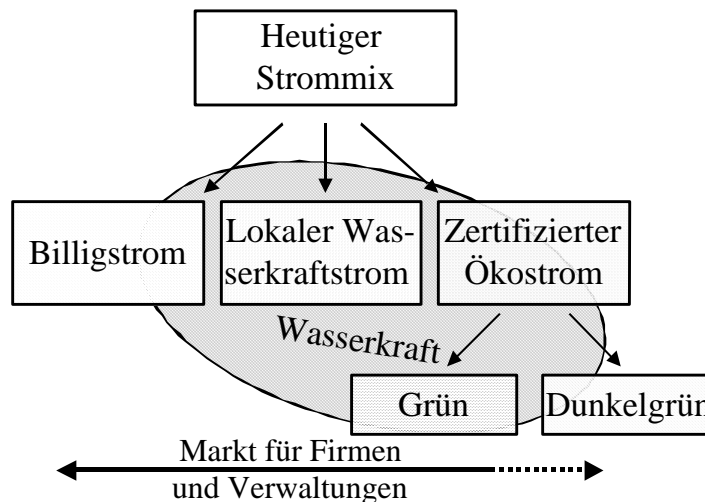 Heutiger
Strommix
Billigstrom
Lokaler Was-
serkraftstrom
Zertifizierter
Ökostrom
Wasserkraft
Grün
Dunkelgrün
Markt für Firmen
und Verwaltungen